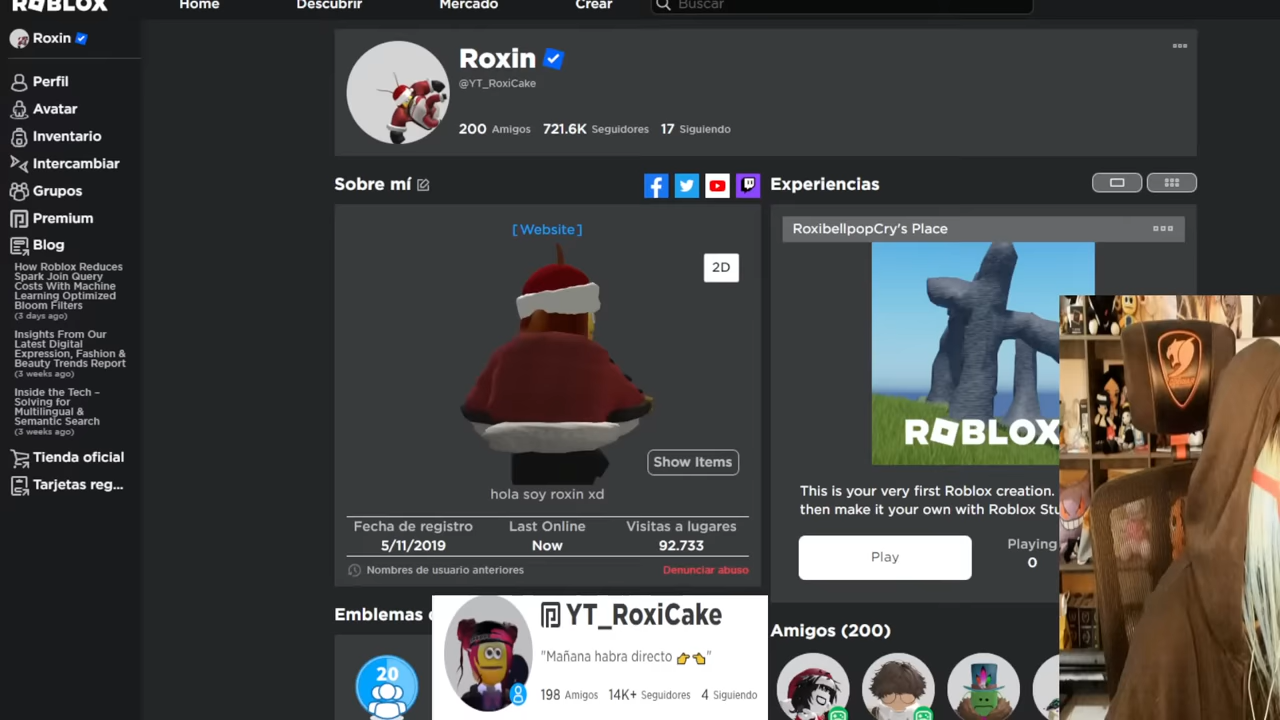 ROBLOX
Home
Descubrir
Mercado
Crear
Buscar
Roxin
Perfil
Avatar
Inventario
Intercambiar
Grupos
Premium
Blog
How Roblox Reduces
Spark Join Query
Costs With Machine
Learning Optimized
Bloom Filters
(3 days ago)
Insights From Our
Latest Digital
Expression, Fashion &
Beauty Trends Report
(3 weeks ago)
Inside the Tech –
Solving for
Multilingual &
Semantic Search
(3 weeks ago)
Tienda oficial
Tarjetas reg...
Roxin
@YT_RoxiCake
200 Amigos 721.6K Seguidores 17 Siguiendo
Sobre mí
[Website]
2D
Show Items
hola soy roxin xd
Fecha de registro
5/11/2019
Last Online
Now
Visitas a lugares
92.733
Nombres de usuario anteriores
Denunciar abuso
Emblemas
20
YT_RoxiCake
"Mañana habra directo 👉👈"
198 Amigos 14K+ Seguidores 4 Siguiendo
Experiencias
RoxibellpopCry's Place
ROBLOX
This is your very first Roblox creation.
then make it your own with Roblox Stu
Play
Playing
0
Amigos (200)